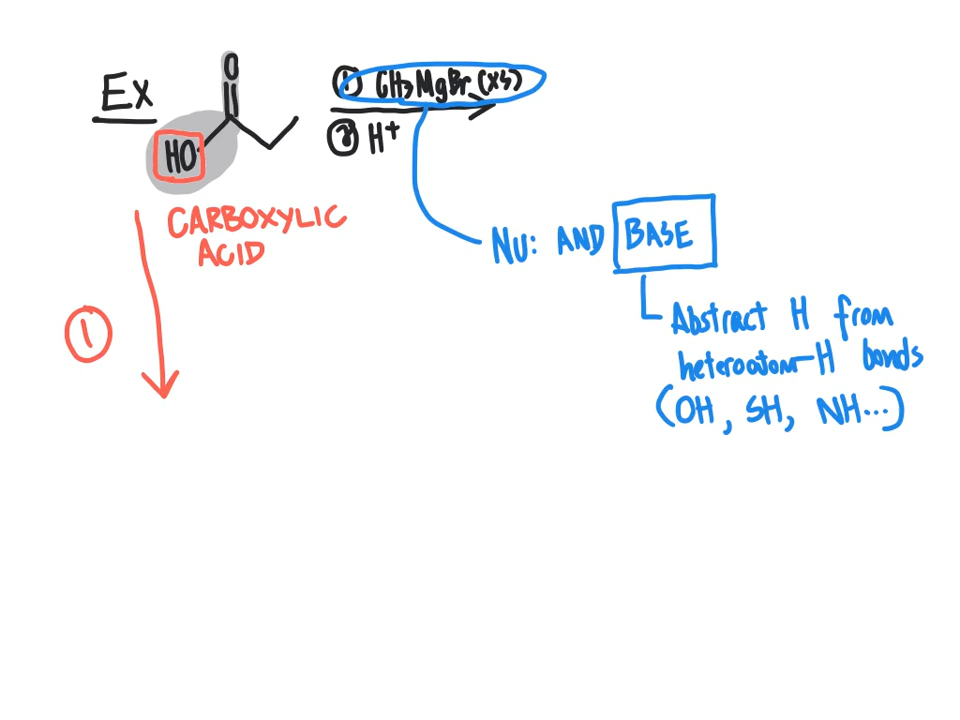 Ex
O
HO
① CH3MgBr (xs)
② H+
CARBOXYLIC
ACID
Nu: AND BASE
①
Abstract H from
heteroatom-H bonds
(OH, SH, NH...)